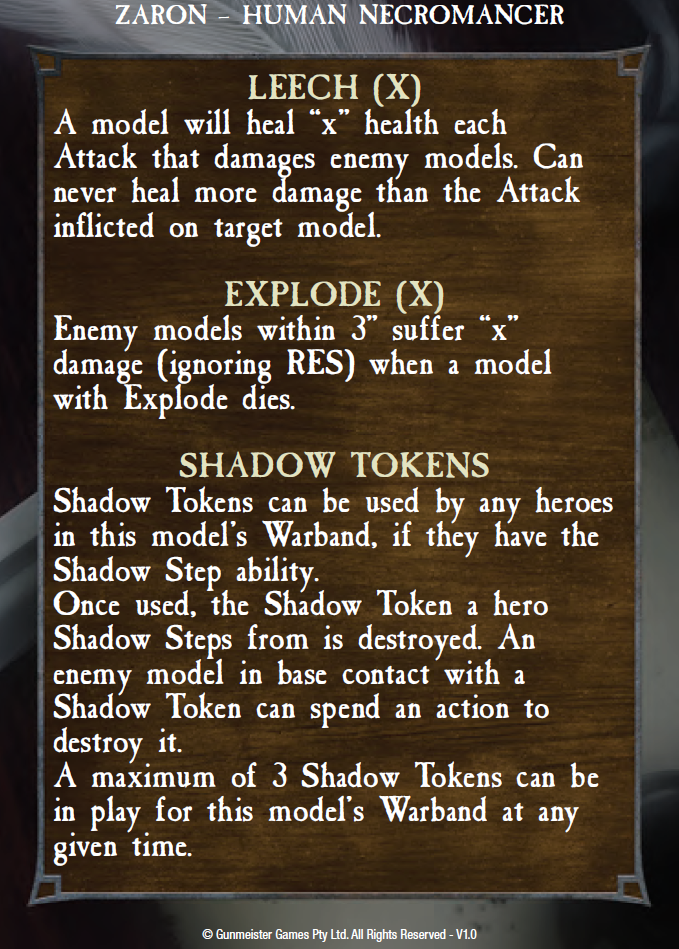 ZARON – HUMAN NECROMANCER
LEECH (X)
A model will heal “x” health each
Attack that damages enemy models. Can
never heal more damage than the Attack
inflicted on target model.
EXPLODE (X)
Enemy models within 3” suffer “x”
damage (ignoring RES) when a model
with Explode dies.
SHADOW TOKENS
Shadow Tokens can be used by any heroes
in this model’s Warband, if they have the
Shadow Step ability.
Once used, the Shadow Token a hero
Shadow Steps from is destroyed. An
enemy model in base contact with a
Shadow Token can spend an action to
destroy it.
A maximum of 3 Shadow Tokens can be
in play for this model’s Warband at any
given time.
© Gunmeister Games Pty Ltd. All Rights Reserved - V1.0